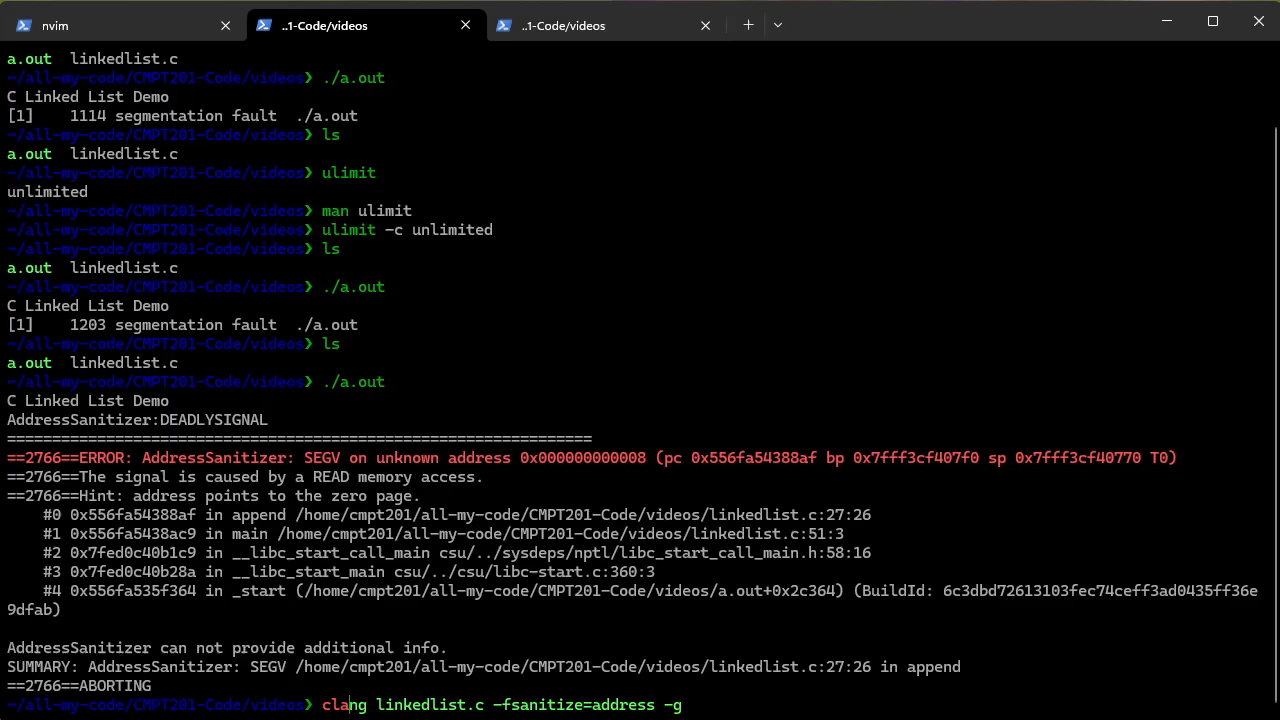 nvim
..1-Code/videos
..1-Code/videos
a.out  linkedlist.c
~/all-my-code/CMPT201-Code/videos❯ ./a.out
C Linked List Demo
[1]    1114 segmentation fault  ./a.out
~/all-my-code/CMPT201-Code/videos❯ ls
a.out  linkedlist.c
~/all-my-code/CMPT201-Code/videos❯ ulimit
unlimited
~/all-my-code/CMPT201-Code/videos❯ man ulimit
~/all-my-code/CMPT201-Code/videos❯ ulimit -c unlimited
~/all-my-code/CMPT201-Code/videos❯ ls
a.out  linkedlist.c
~/all-my-code/CMPT201-Code/videos❯ ./a.out
C Linked List Demo
[1]    1203 segmentation fault  ./a.out
~/all-my-code/CMPT201-Code/videos❯ ls
a.out  linkedlist.c
~/all-my-code/CMPT201-Code/videos❯ ./a.out
C Linked List Demo
AddressSanitizer:DEADLYSIGNAL
=================================================================
==2766==ERROR: AddressSanitizer: SEGV on unknown address 0x000000000008 (pc 0x556fa54388af bp 0x7fff3cf407f0 sp 0x7fff3cf40770 T0)
==2766==The signal is caused by a READ memory access.
==2766==Hint: address points to the zero page.
    #0 0x556fa54388af in append /home/cmpt201/all-my-code/CMPT201-Code/videos/linkedlist.c:27:26
    #1 0x556fa5438ac9 in main /home/cmpt201/all-my-code/CMPT201-Code/videos/linkedlist.c:51:3
    #2 0x7fed0c40b1c9 in __libc_start_call_main csu/../sysdeps/nptl/libc_start_call_main.h:58:16
    #3 0x7fed0c40b28a in __libc_start_main csu/../csu/libc-start.c:360:3
    #4 0x556fa535f364 in _start (/home/cmpt201/all-my-code/CMPT201-Code/videos/a.out+0x2c364) (BuildId: 6c3dbd72613103fec74ceff3ad0435ff36e
9dfab)
AddressSanitizer can not provide additional info.
SUMMARY: AddressSanitizer: SEGV /home/cmpt201/all-my-code/CMPT201-Code/videos/linkedlist.c:27:26 in append
==2766==ABORTING
~/all-my-code/CMPT201-Code/videos❯ clang linkedlist.c -fsanitize=address -g